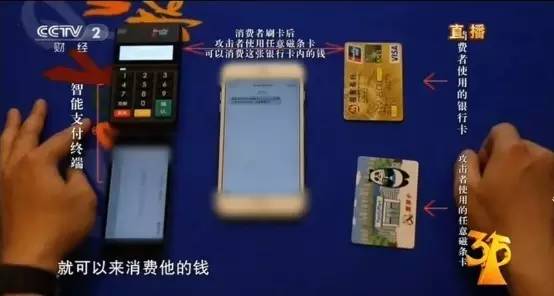 CCTV 2
财经
直播
消费者刷卡后
攻击者使用任意磁条卡
可以消费这张银行卡内的钱
智能支付终端
消费者使用的银行卡
VISA
攻击者使用的任意磁条卡
315
就可以来消费他的钱